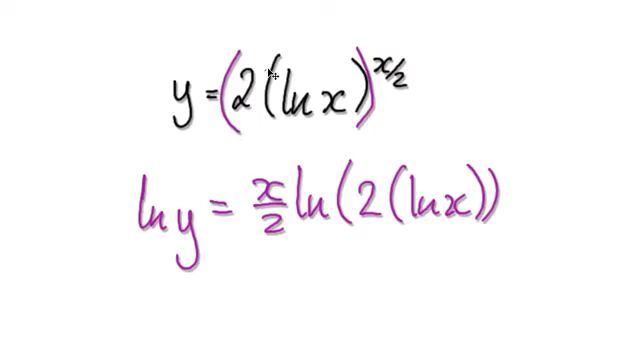 y = (2(ln x))^{x/2}
ln y = x/2 ln(2(ln x))